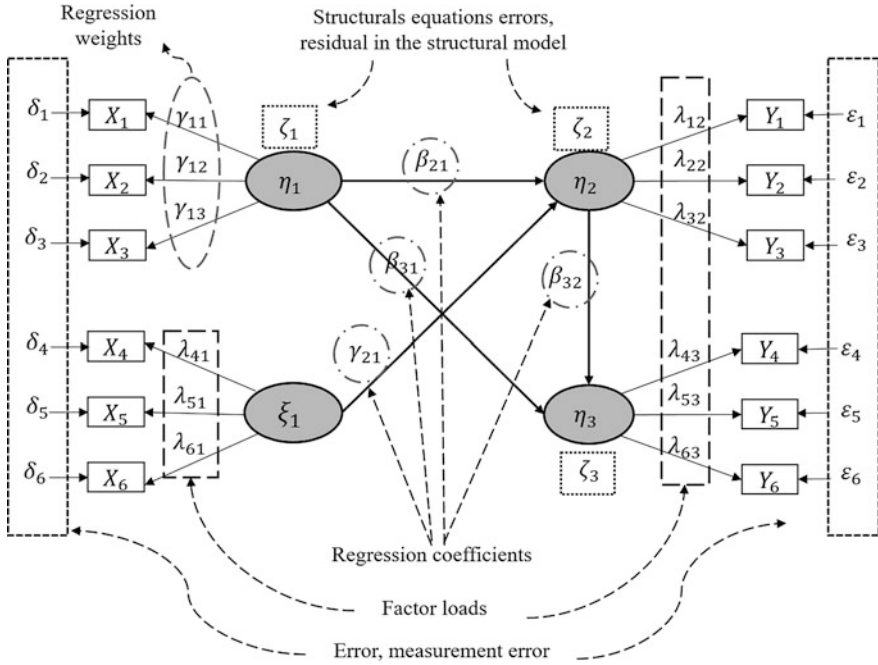 Regression
weights
Structurals equations errors,
residual in the structural model
δ₁ X₁ γ₁₁ ζ₁ ζ₂ λ₁₂ Y₁ ε₁
δ₂ X₂ γ₁₂ η₁ β₂₁ η₂ λ₂₂ Y₂ ε₂
δ₃ X₃ γ₁₃ λ₃₂ Y₃ ε₃
β₃₁ β₃₂
δ₄ X₄ λ₄₁ γ₂₁ λ₄₃ Y₄ ε₄
δ₅ X₅ λ₅₁ ξ₁ η₃ λ₅₃ Y₅ ε₅
δ₆ X₆ λ₆₁ ζ₃ λ₆₃ Y₆ ε₆
Regression coefficients
Factor loads
Error, measurement error